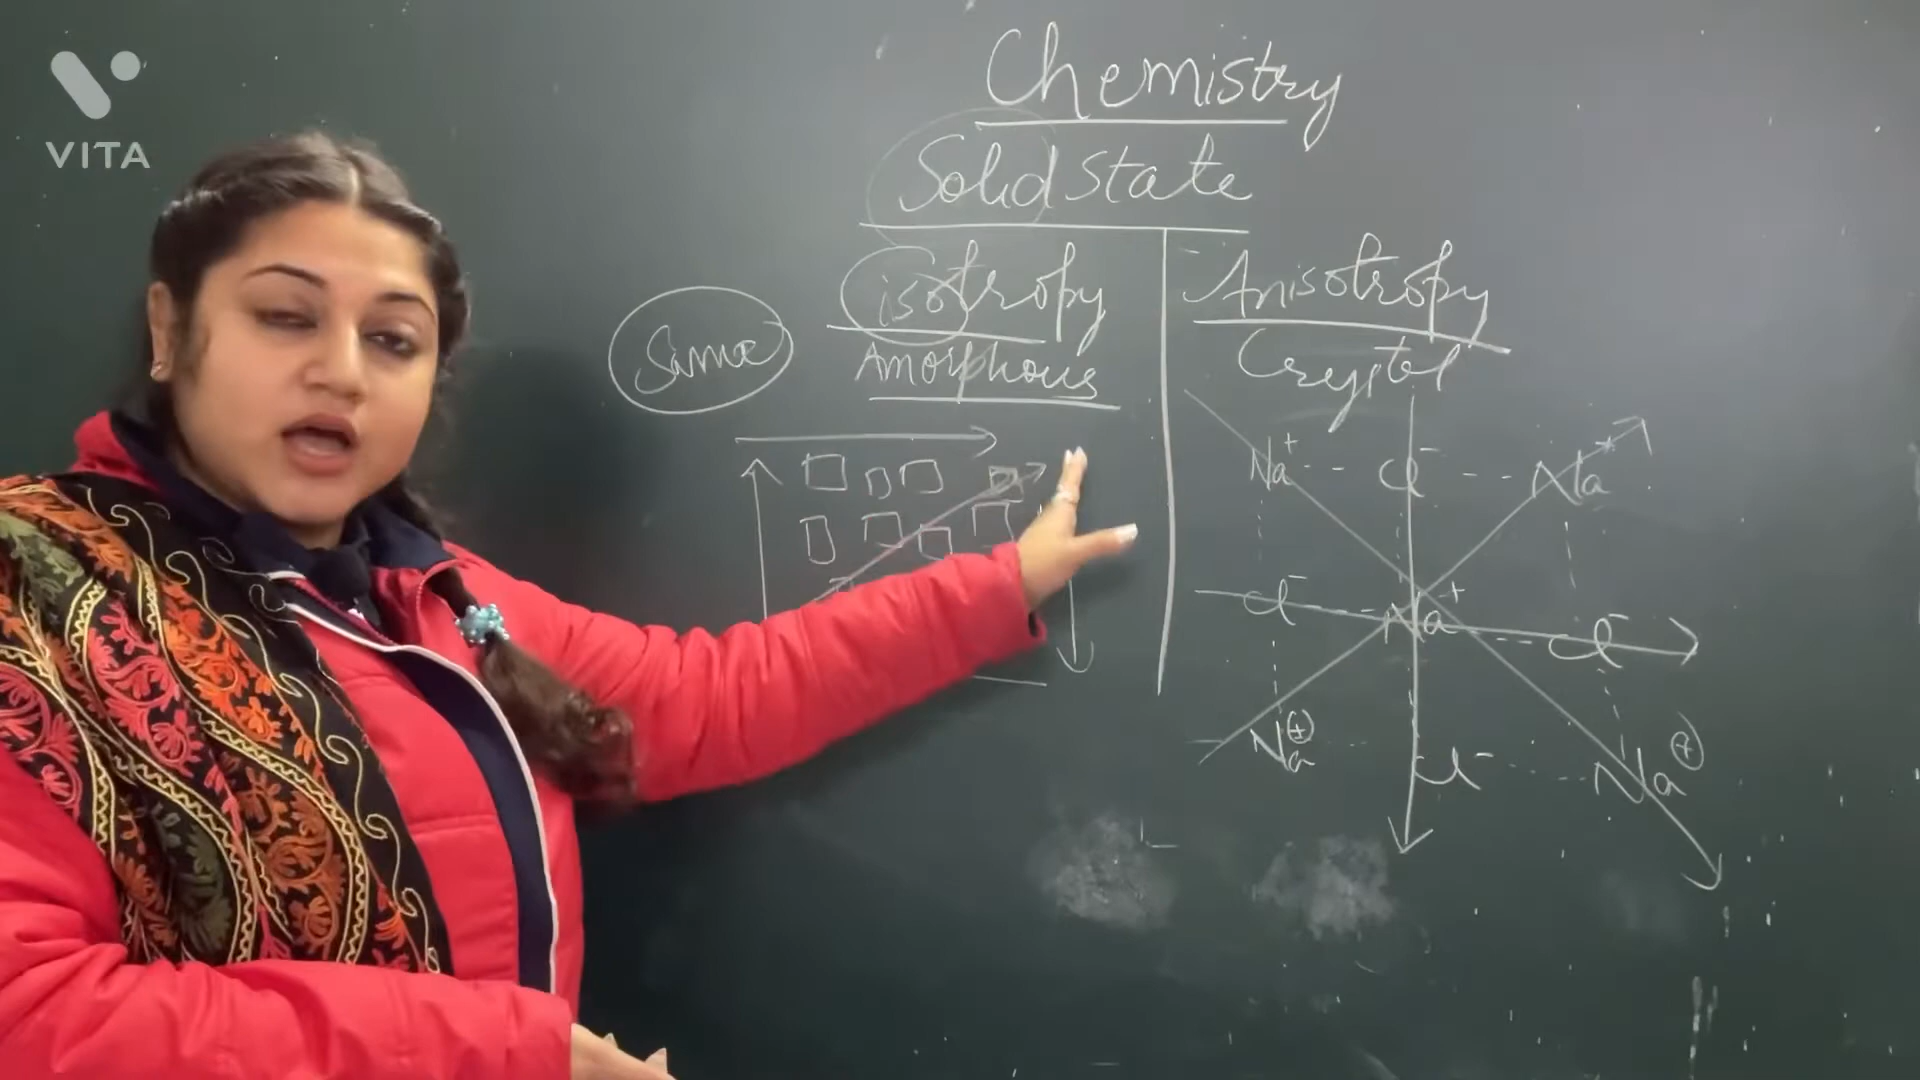 VITA
Chemistry
Solid State
isotropy
Anisotropy
Same
Amorphous
Crystal
Na+ -- Cl- --- Na+
Cl- --- Na+ --- Cl-
Na⊕ -- Cl- --- Na⊕